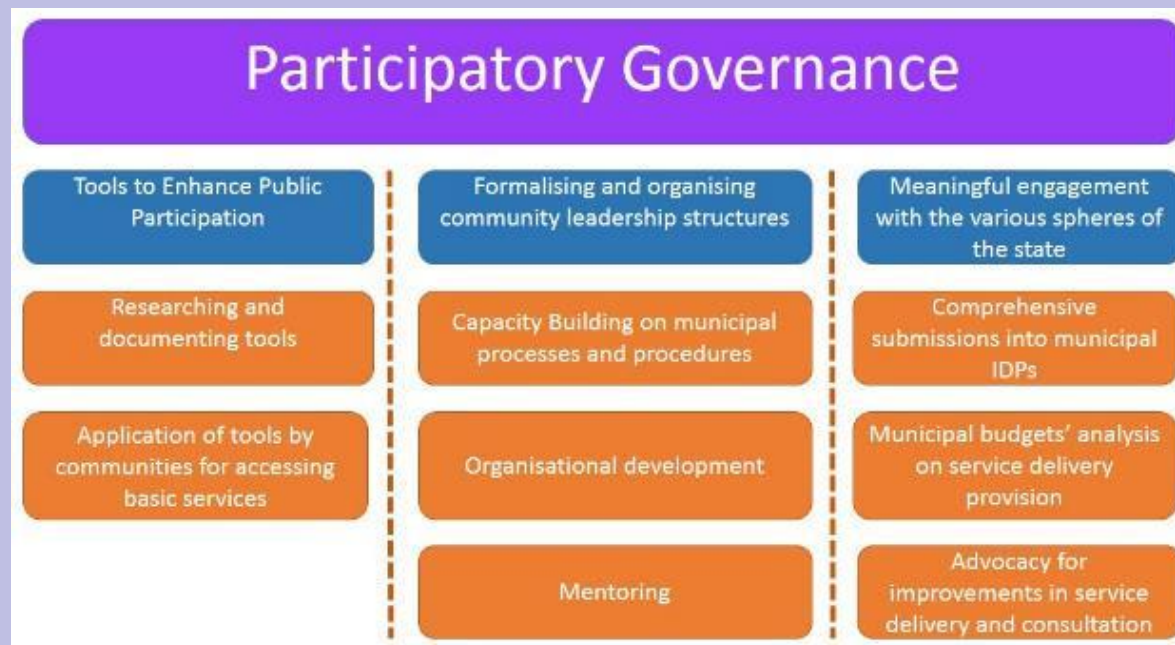 Participatory Governance
Tools to Enhance Public
Participation
Researching and
documenting tools
Application of tools by
communities for accessing
basic services
Formalising and organising
community leadership structures
Capacity Building on municipal
processes and procedures
Organisational development
Mentoring
Meaningful engagement
with the various spheres of
the state
Comprehensive
submissions into municipal
IDPs
Municipal budgets’ analysis
on service delivery
provision
Advocacy for
improvements in service
delivery and consultation